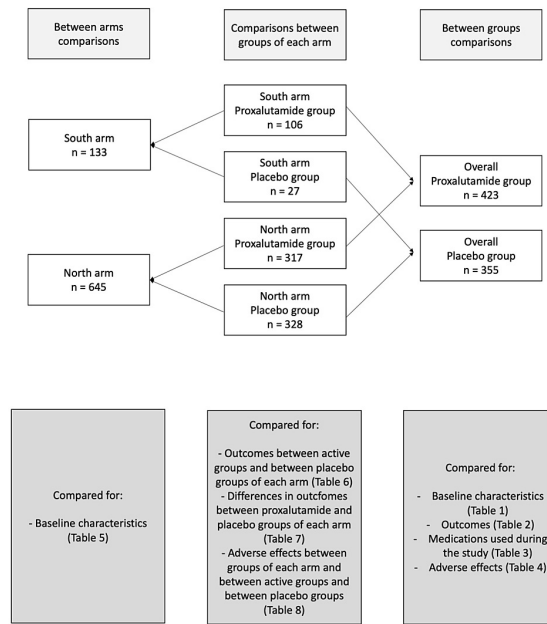 Between arms
comparisons
Comparisons between
groups of each arm
Between groups
comparisons
South arm
n = 133
North arm
n = 645
South arm
Proxalutamide group
n = 106
South arm
Placebo group
n = 27
North arm
Proxalutamide group
n = 317
North arm
Placebo group
n = 328
Overall
Proxalutamide group
n = 423
Overall
Placebo group
n = 355
Compared for:
- Baseline characteristics
(Table 5)
Compared for:
- Outcomes between active
groups and between placebo
groups of each arm (Table 6)
- Differences in outcfomes
between proxalutamide and
placebo groups of each arm
(Table 7)
- Adverse effects between
groups of each arm and
between active groups and
between placebo groups
(Table 8)
Compared for:
- Baseline characteristics
(Table 1)
- Outcomes (Table 2)
- Medications used during
the study (Table 3)
- Adverse effects (Table 4)